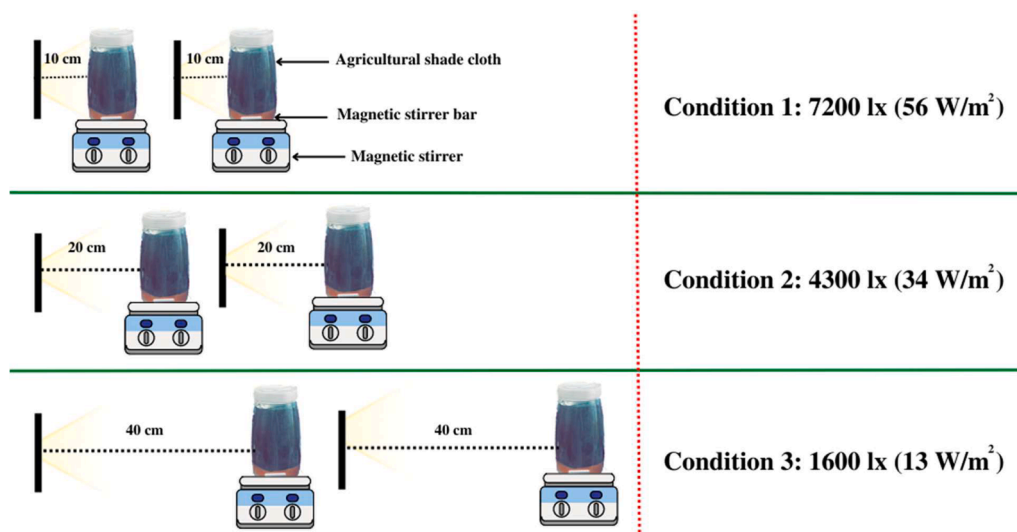 10 cm
10 cm
Agricultural shade cloth
Magnetic stirrer bar
Magnetic stirrer
Condition 1: 7200 lx (56 W/m²)
20 cm
20 cm
Condition 2: 4300 lx (34 W/m²)
40 cm
40 cm
Condition 3: 1600 lx (13 W/m²)